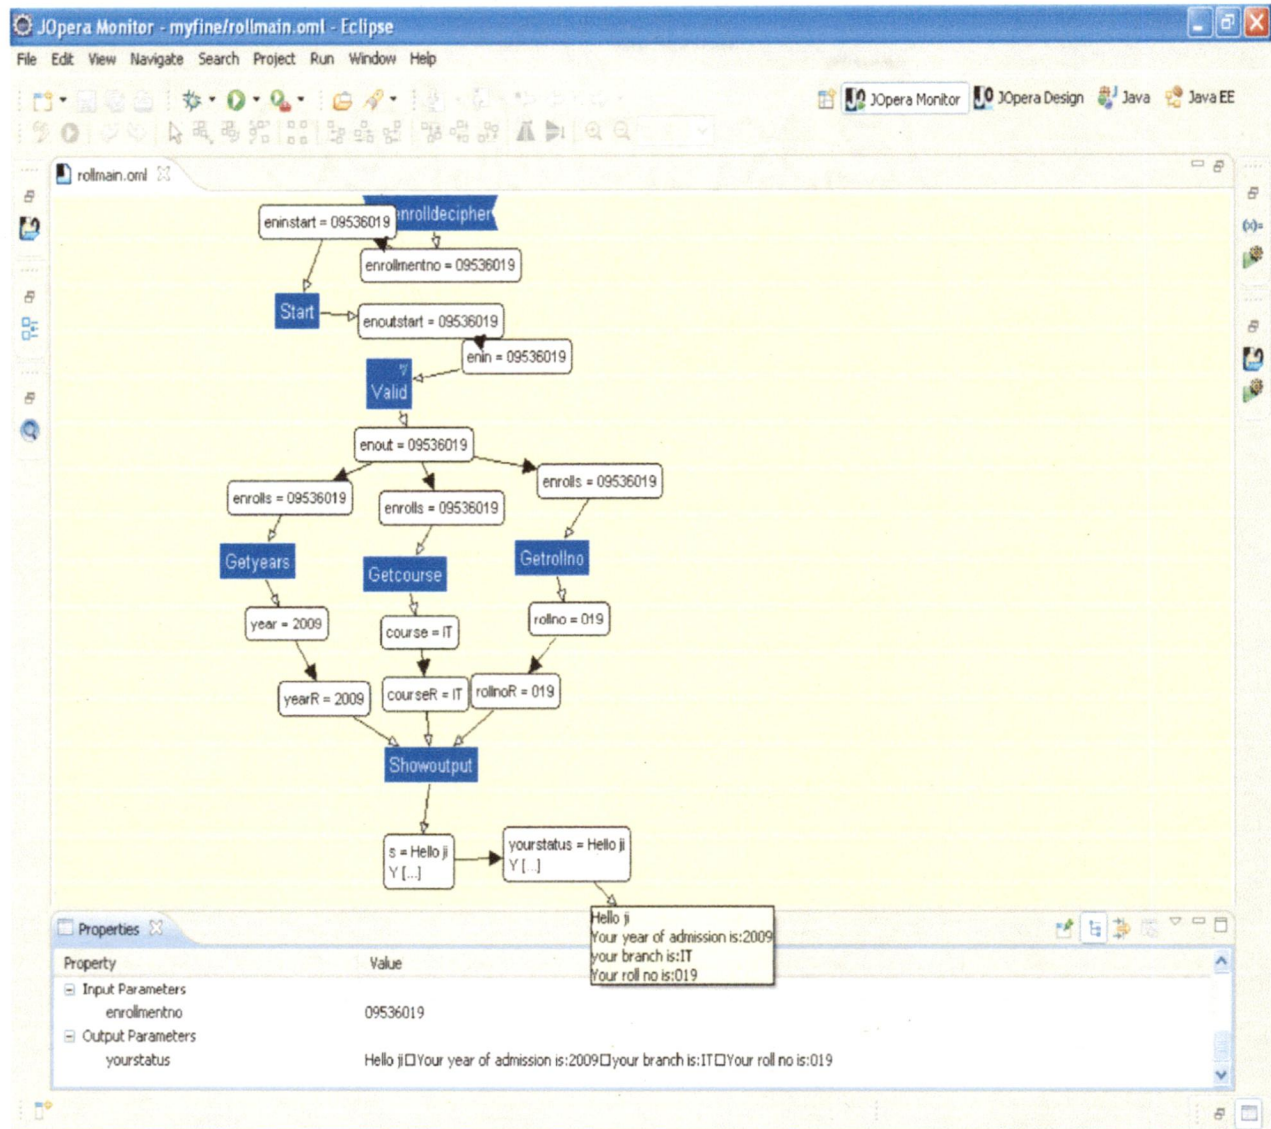 JOpera Monitor - myfine/rollmain.oml - Eclipse
File Edit View Navigate Search Project Run Window Help
JOpera Monitor JOpera Design Java Java EE
rollmain.oml
eninstart = 09536019
enrolldecipher
enrollmentno = 09536019
Start
enoutstart = 09536019
enin = 09536019
Valid
enout = 09536019
enrolls = 09536019
enrolls = 09536019
enrolls = 09536019
Getyears
Getcourse
Getrollno
year = 2009
course = IT
rollno = 019
yearR = 2009
courseR = IT
rollnoR = 019
Showoutput
s = Hello ji
Y [...]
yourstatus = Hello ji
Y [...]
Hello ji
Your year of admission is:2009
your branch is:IT
Your roll no is:019
Properties
Property Value
Input Parameters
enrollmentno 09536019
Output Parameters
yourstatus Hello ji□Your year of admission is:2009□your branch is:IT□Your roll no is:019